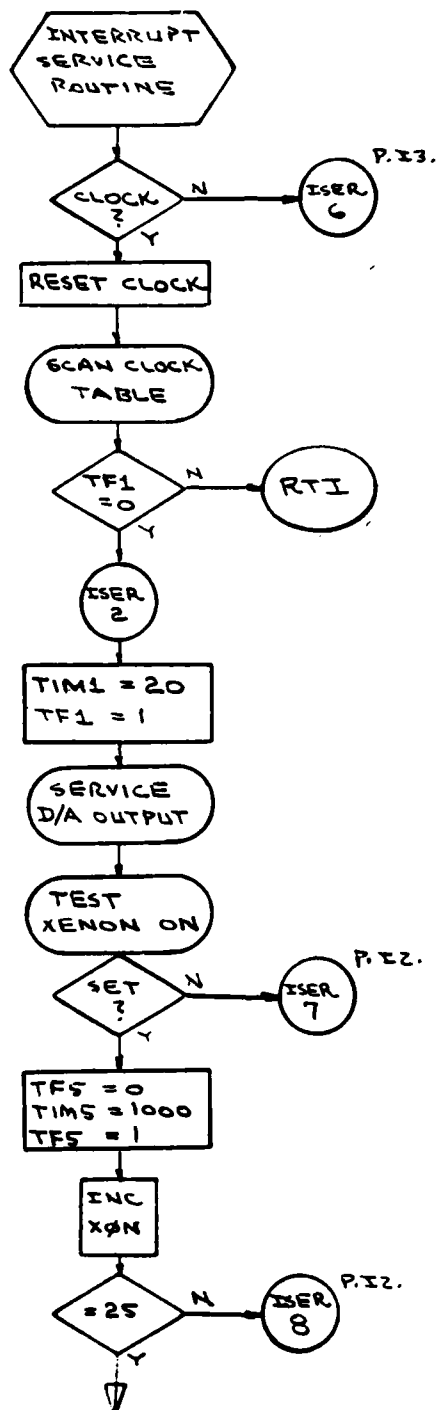 INTERRUPT
SERVICE
ROUTINE
P.I3.
CLOCK
?
N
ISER
6
Y
RESET CLOCK
SCAN CLOCK
TABLE
TF1
=0
N
RTI
Y
ISER
2
TIM1 = 20
TF1 = 1
SERVICE
D/A OUTPUT
TEST
XENON ON
P.I2.
SET
?
N
ISER
7
Y
TF5 = 0
TIM5 = 1000
TF5 = 1
INC
XØN
P.I2.
= 25
N
ISER
8
Y